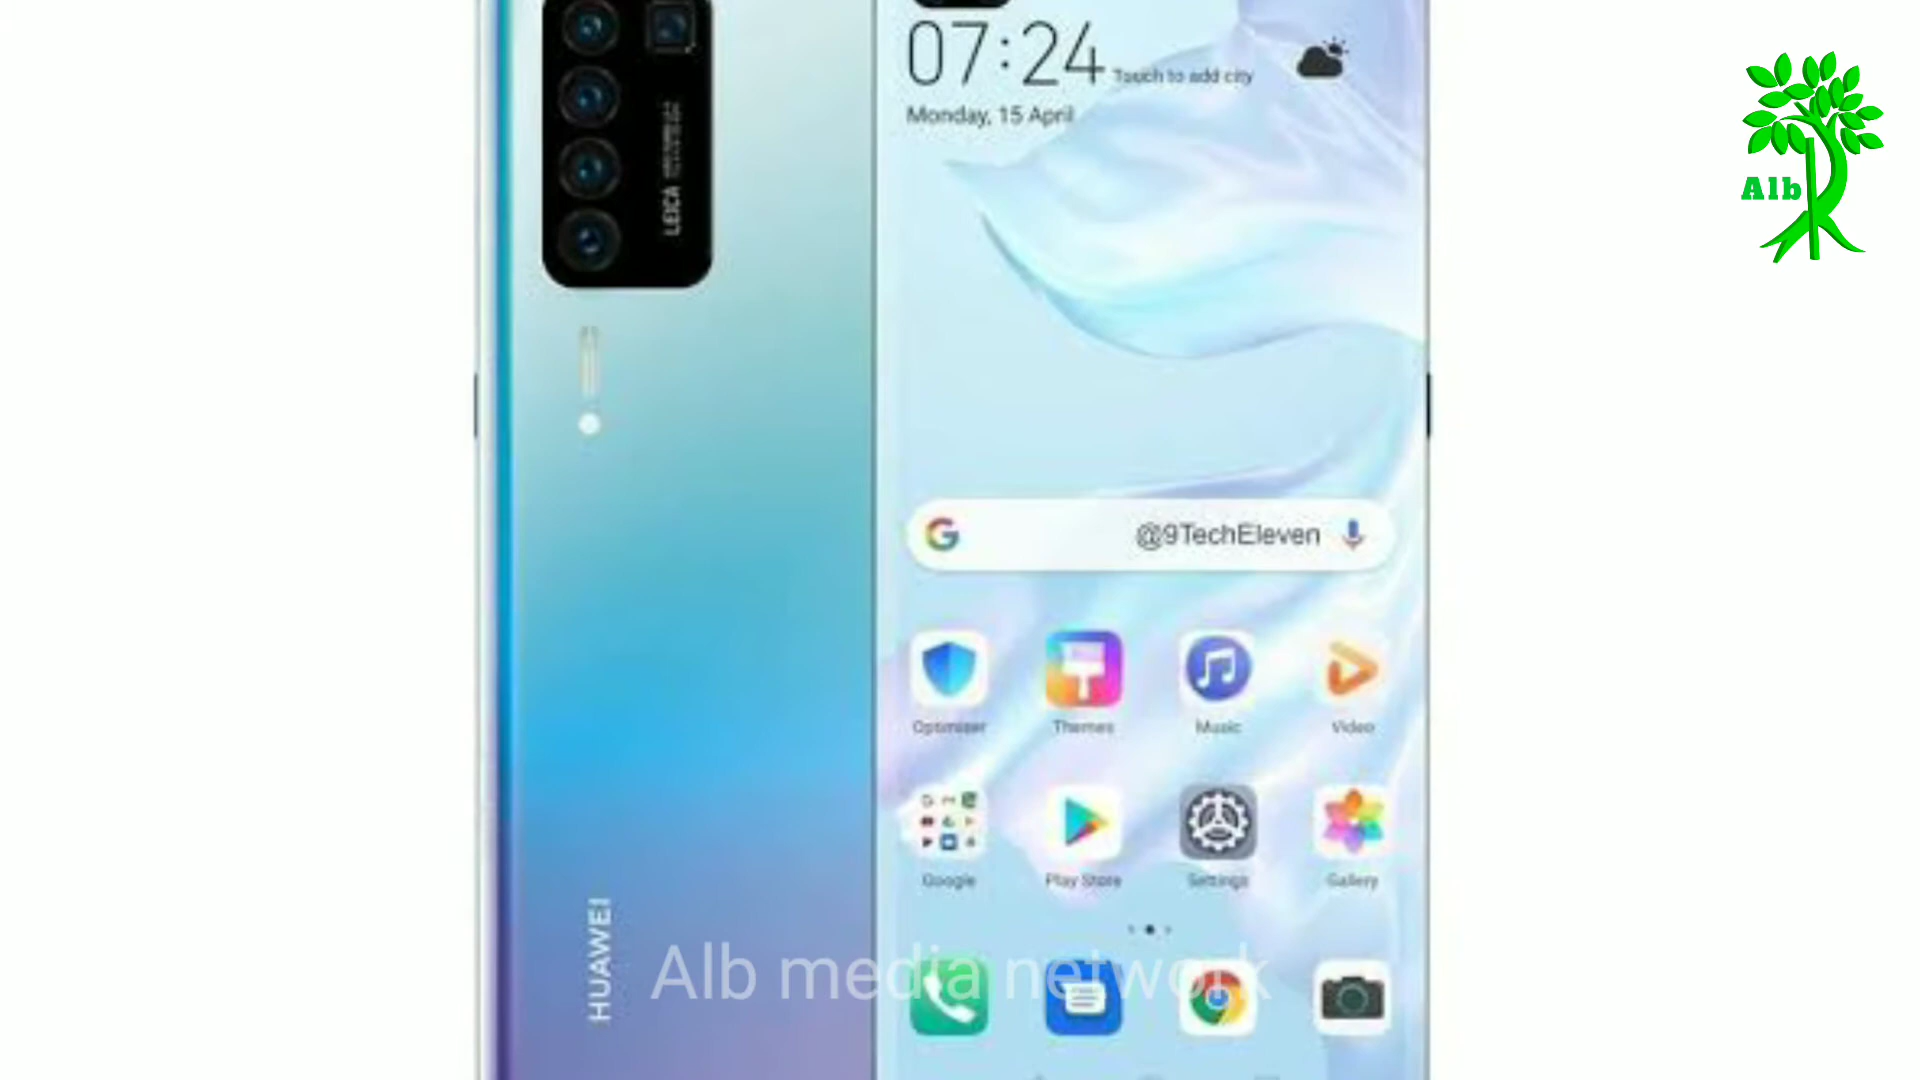 07:24
Touch to add city
Monday, 15 April
LEICA
@9TechEleven
Optimizer
Themes
Music
Video
Google
Play Store
Settings
Gallery
HUAWEI
Alb media network
Alb